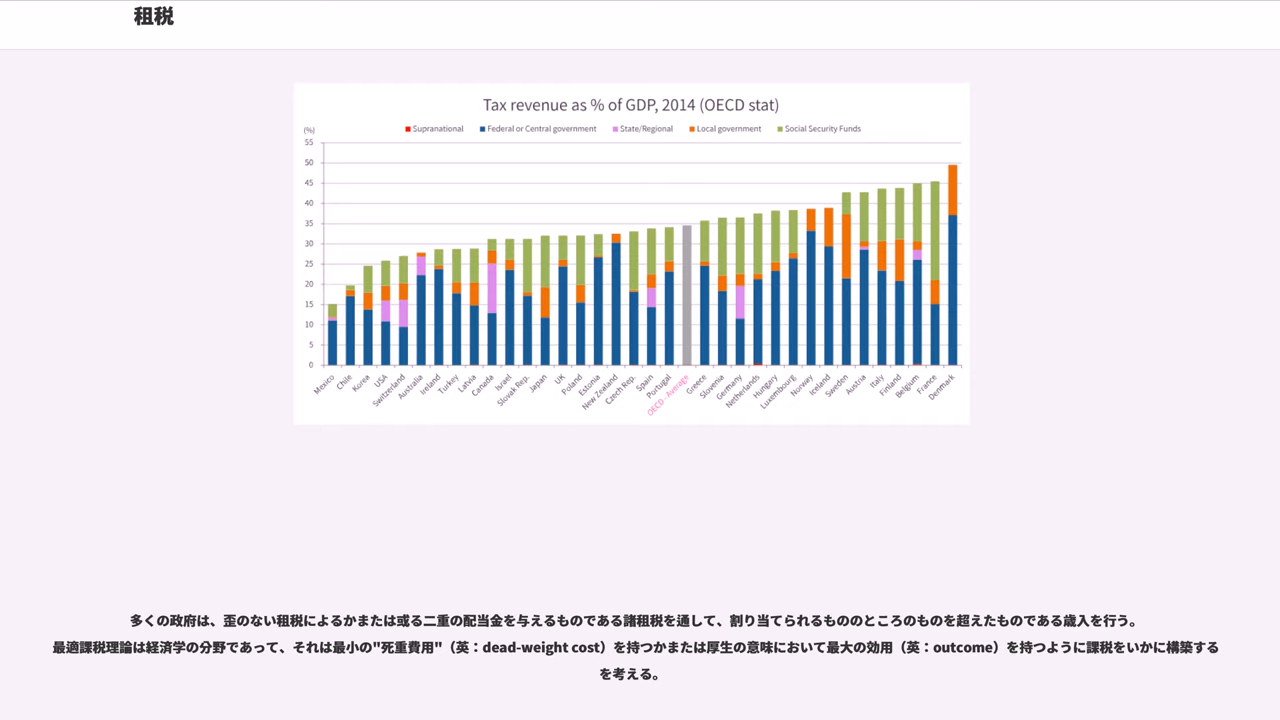 租税
Tax revenue as % of GDP, 2014 (OECD stat)
(%)
Supranational
Federal or Central government
State/Regional
Local government
Social Security Funds
55
50
45
40
35
30
25
20
15
10
5
0
Mexico
Chile
Korea
USA
Switzerland
Australia
Ireland
Turkey
Latvia
Canada
Israel
Slovak Rep.
Japan
UK
Poland
Estonia
New Zealand
Czech Rep.
Spain
Portugal
OECD - Average
Greece
Slovenia
Germany
Netherlands
Hungary
Luxembourg
Norway
Iceland
Sweden
Austria
Italy
Finland
Belgium
France
Denmark
多くの政府は、歪のない租税によるかまたは或る二重の配当金を与えるものである諸租税を通して、割り当てられるもののところのものを超えたものである歳入を行う。
最適課税理論は経済学の分野であって、それは最小の"死重費用"（英：dead-weight cost）を持つかまたは厚生の意味において最大の効用（英：outcome）を持つように課税をいかに構築する
を考える。